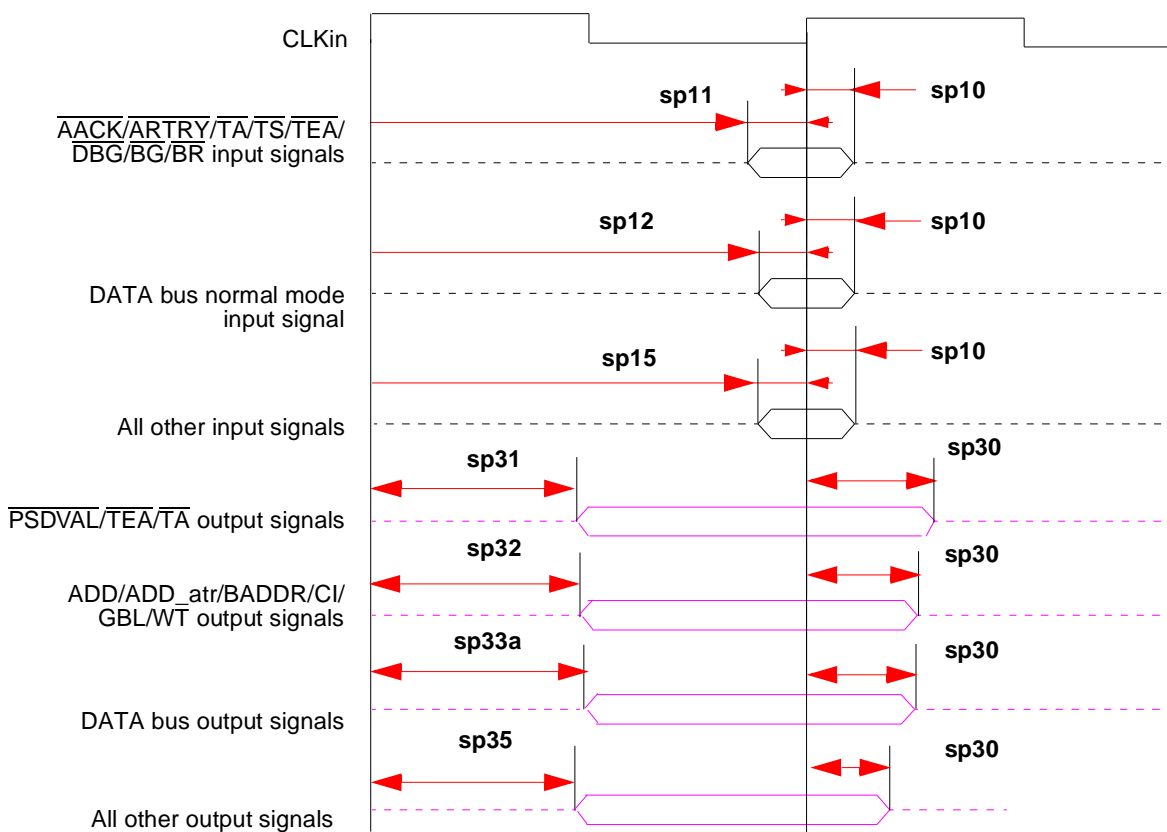 CLKin
sp11
sp10
AACK/ARTRY/TA/TS/TEA/
DBG/BG/BR input signals
sp12
sp10
DATA bus normal mode
input signal
sp15
sp10
All other input signals
sp31
sp30
PSDVAL/TEA/TA output signals
sp32
sp30
ADD/ADD_atr/BADDR/CI/
GBL/WT output signals
sp33a
sp30
DATA bus output signals
sp35
sp30
All other output signals